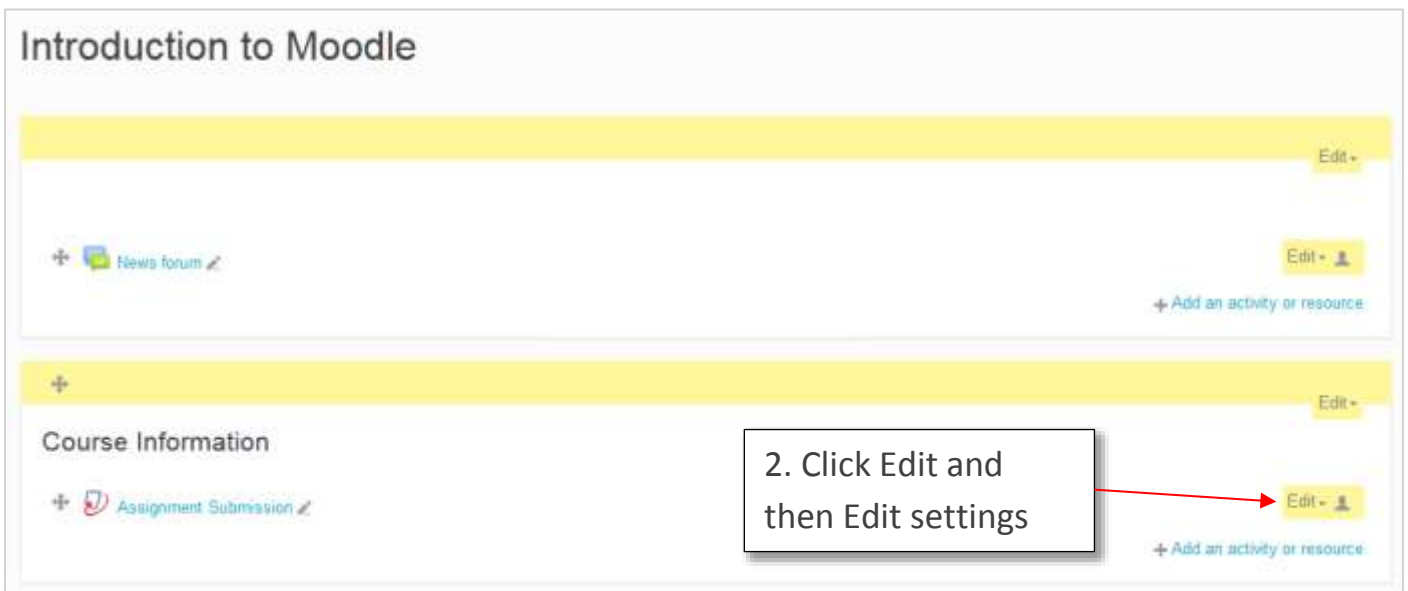 Introduction to Moodle
Edit
News forum
Edit
Add an activity or resource
Edit
Course Information
2. Click Edit and
then Edit settings
Assignment Submission
Edit
Add an activity or resource